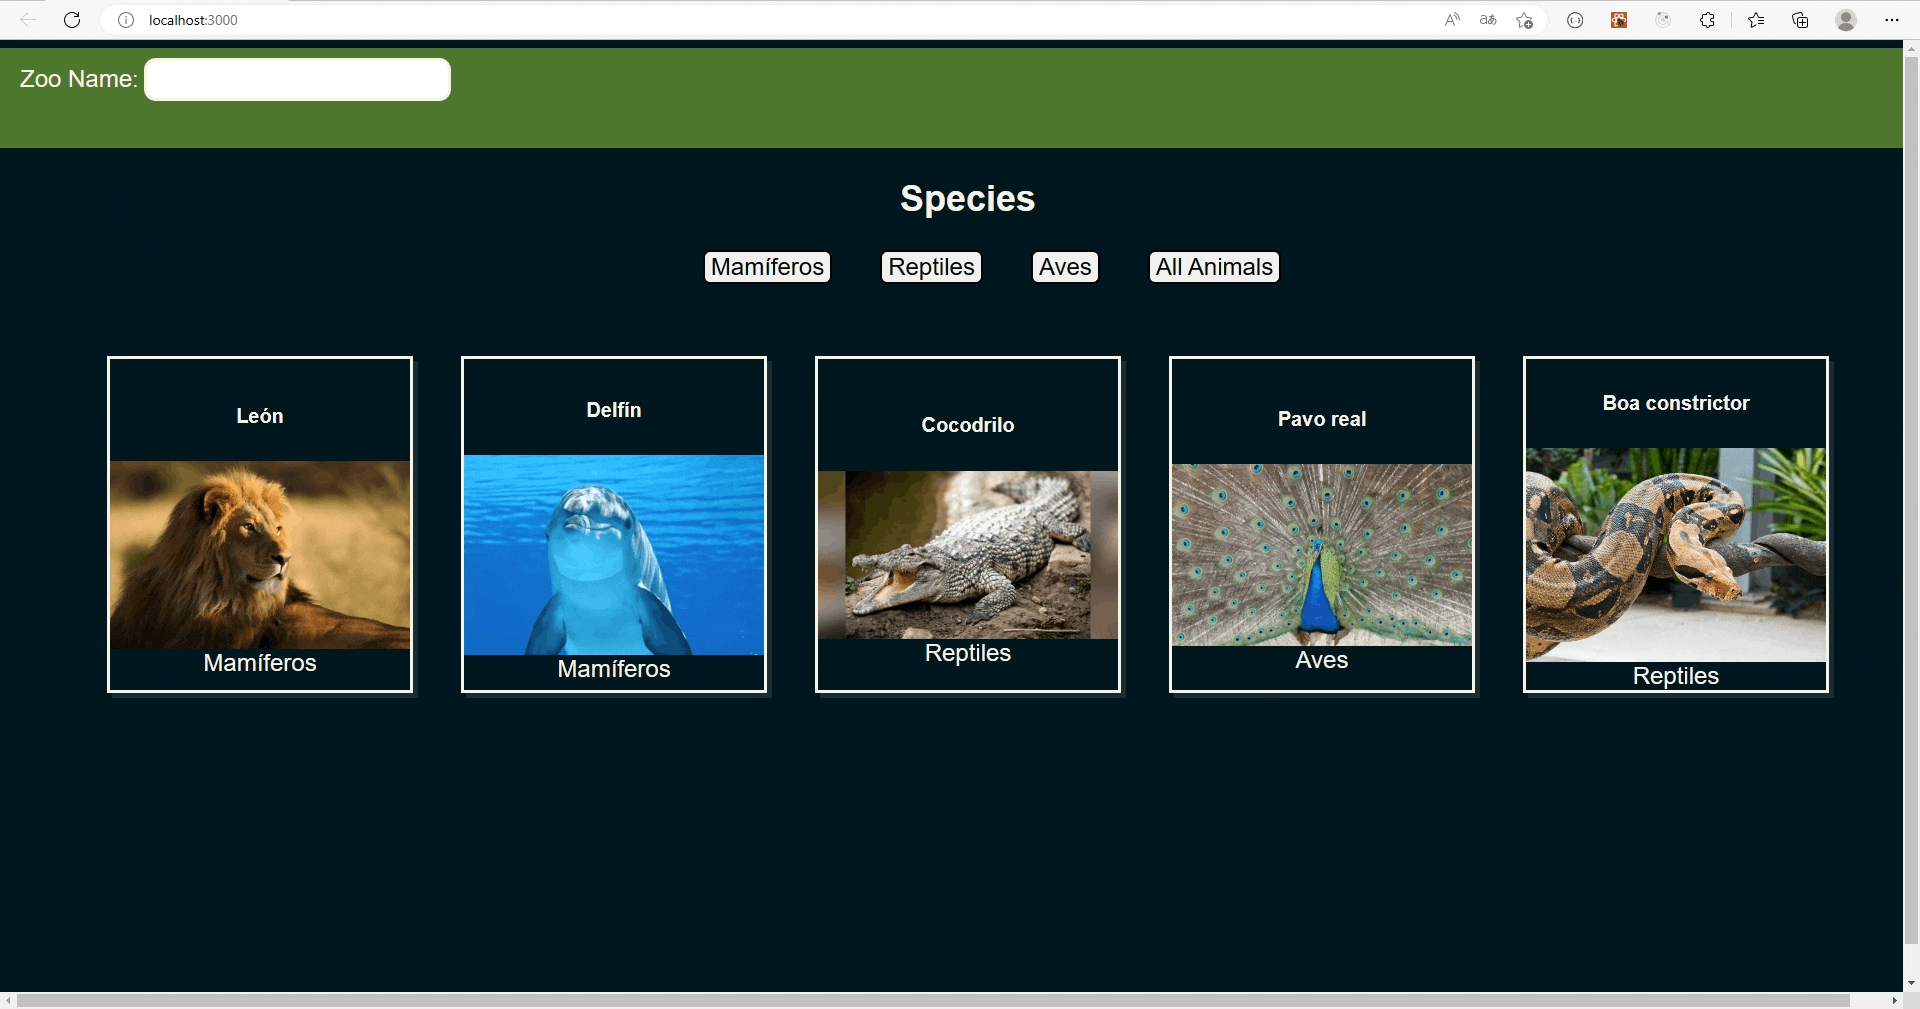 localhost:3000
Zoo Name:
Species
Mamíferos Reptiles Aves All Animals
León
Mamíferos
Delfín
Mamíferos
Cocodrilo
Reptiles
Pavo real
Aves
Boa constrictor
Reptiles